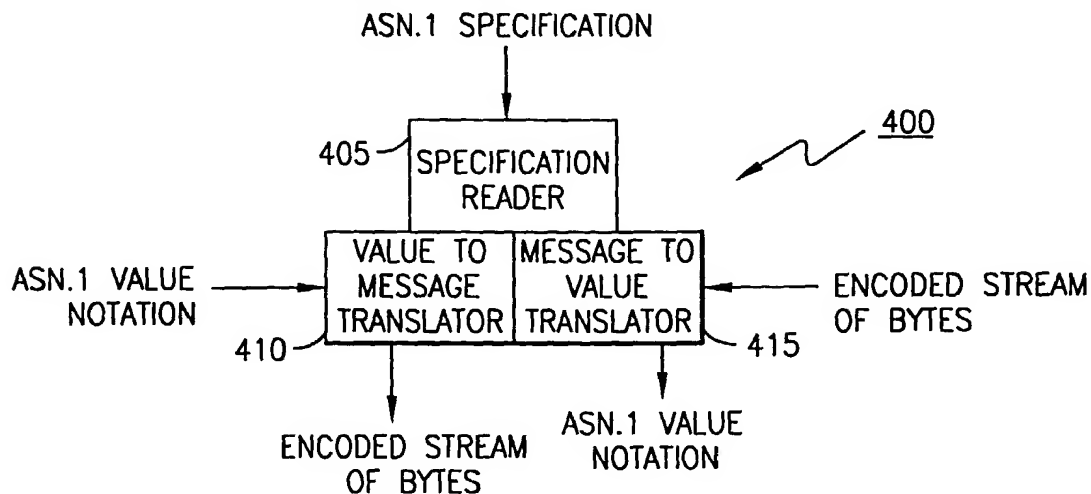 ASN.1 SPECIFICATION
400
405
SPECIFICATION
READER
ASN.1 VALUE
NOTATION
VALUE TO
MESSAGE
TRANSLATOR
MESSAGE TO
VALUE
TRANSLATOR
ENCODED STREAM
OF BYTES
410
415
ENCODED STREAM
OF BYTES
ASN.1 VALUE
NOTATION